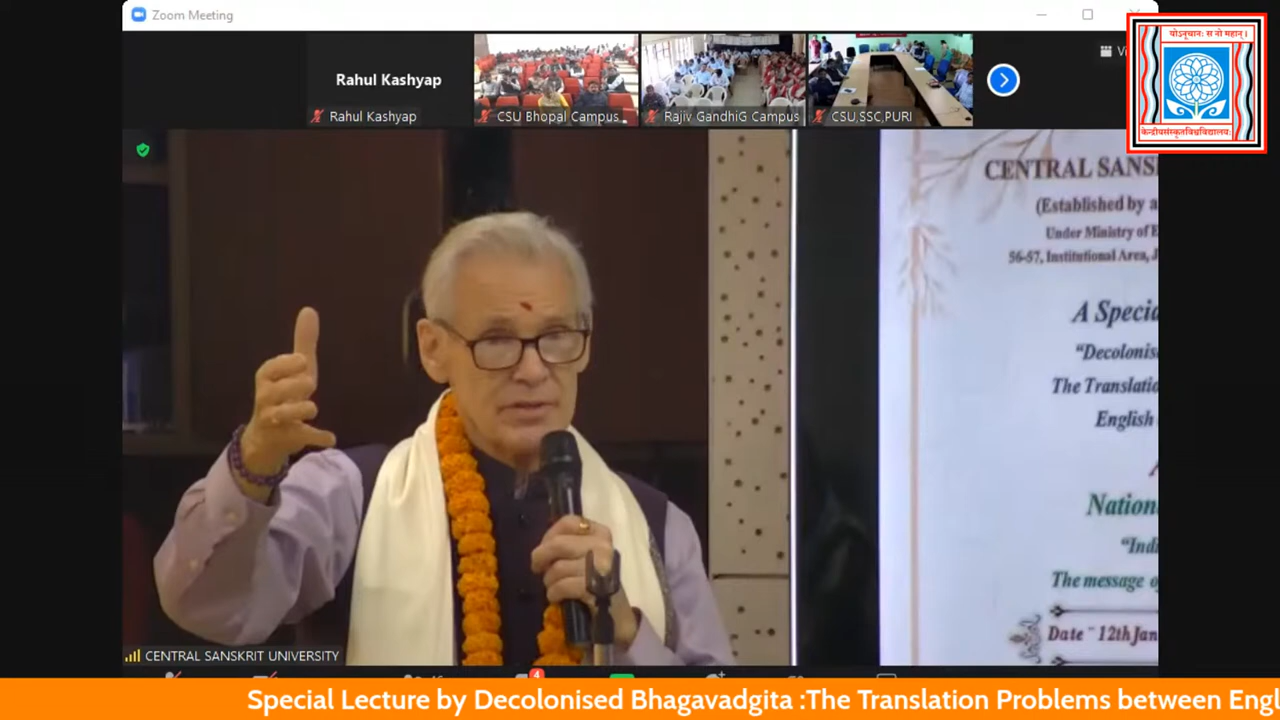 Zoom Meeting
Rahul Kashyap
Rahul Kashyap
CSU Bhopal Campus
Rajiv GandhiG Campus
CSU,SSC,PURI
योऽनूचानः स नो महान् ।
केन्द्रीयसंस्कृतविश्वविद्यालयः
CENTRAL SANS
(Established by a
Under Ministry of E
56-57, Institutional Area, J
A Specia
"Decolonis
The Translatio
English
Nation
"Indi
The message o
Date - 12th Jan
CENTRAL SANSKRIT UNIVERSITY
4
Special Lecture by Decolonised Bhagavadgita :The Translation Problems between Engl